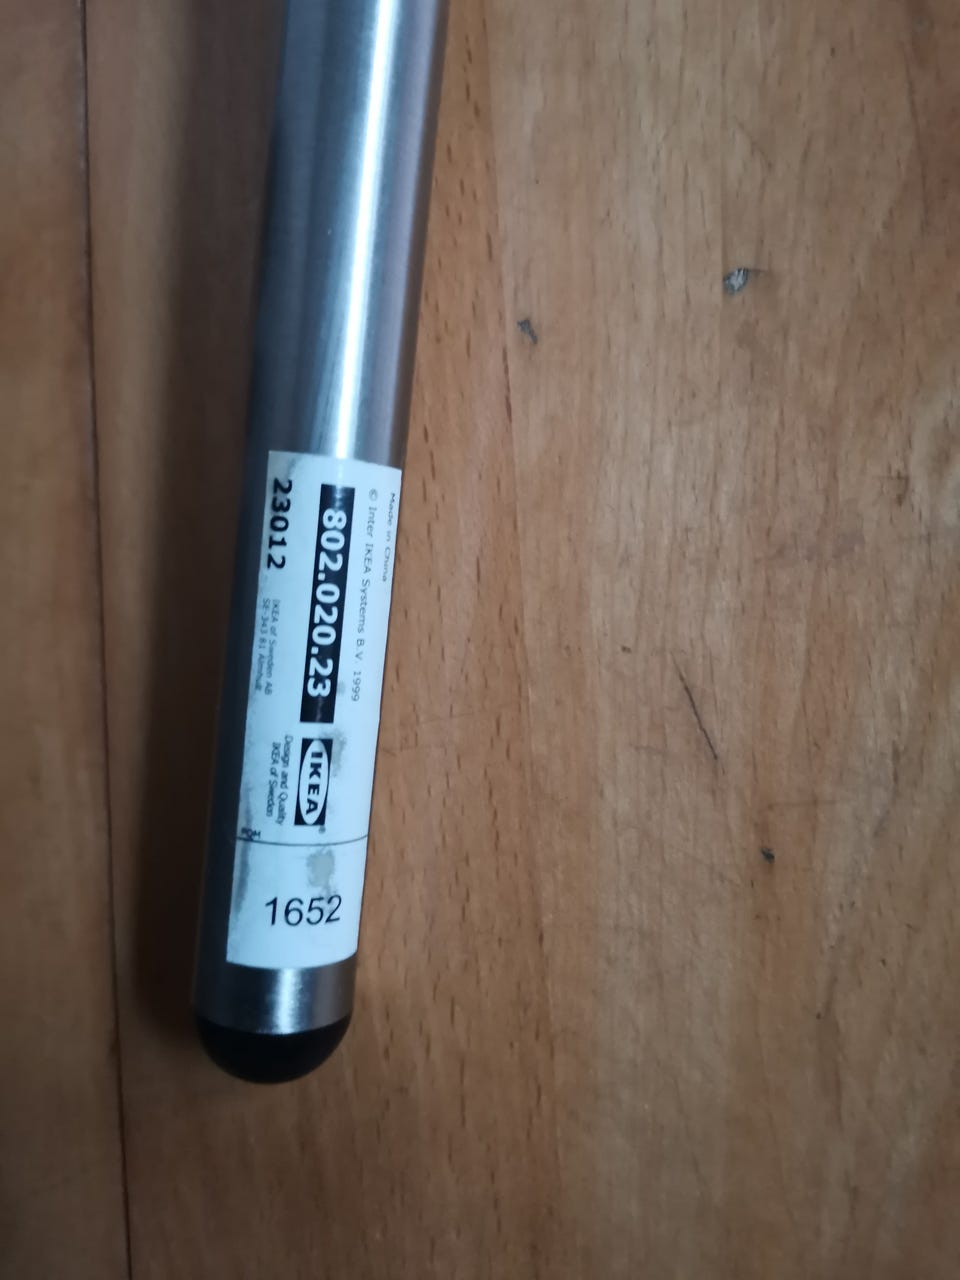 Made in China
© Inter IKEA Systems B.V. 1999
802.020.23
IKEA®
23012
IKEA of Sweden AB
SE-343 81 Älmhult
Design and Quality
IKEA of Sweden
1652